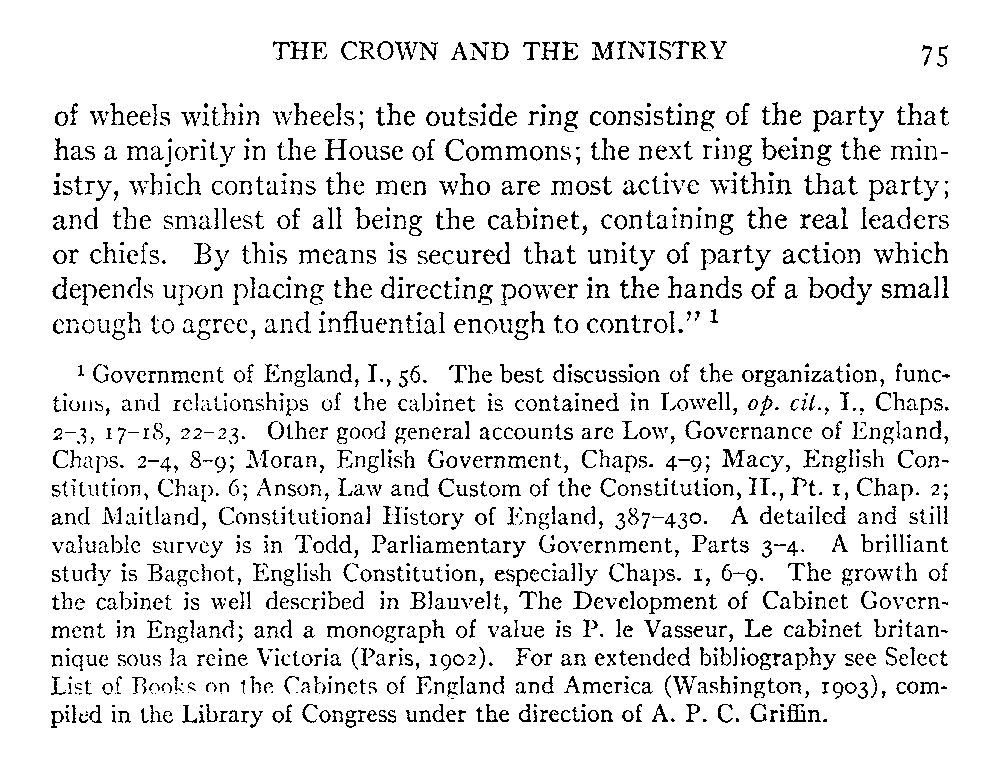 THE CROWN AND THE MINISTRY 75
of wheels within wheels; the outside ring consisting of the party that
has a majority in the House of Commons; the next ring being the min-
istry, which contains the men who are most active within that party;
and the smallest of all being the cabinet, containing the real leaders
or chiefs. By this means is secured that unity of party action which
depends upon placing the directing power in the hands of a body small
enough to agree, and influential enough to control.” ¹
¹ Government of England, I., 56. The best discussion of the organization, func-
tions, and relationships of the cabinet is contained in Lowell, op. cit., I., Chaps.
2–3, 17–18, 22–23. Other good general accounts are Low, Governance of England,
Chaps. 2–4, 8–9; Moran, English Government, Chaps. 4–9; Macy, English Con-
stitution, Chap. 6; Anson, Law and Custom of the Constitution, II., Pt. 1, Chap. 2;
and Maitland, Constitutional History of England, 387–430. A detailed and still
valuable survey is in Todd, Parliamentary Government, Parts 3–4. A brilliant
study is Bagehot, English Constitution, especially Chaps. 1, 6–9. The growth of
the cabinet is well described in Blauvelt, The Development of Cabinet Govern-
ment in England; and a monograph of value is P. le Vasseur, Le cabinet britan-
nique sous la reine Victoria (Paris, 1902). For an extended bibliography see Select
List of Books on the Cabinets of England and America (Washington, 1903), com-
piled in the Library of Congress under the direction of A. P. C. Griffin.